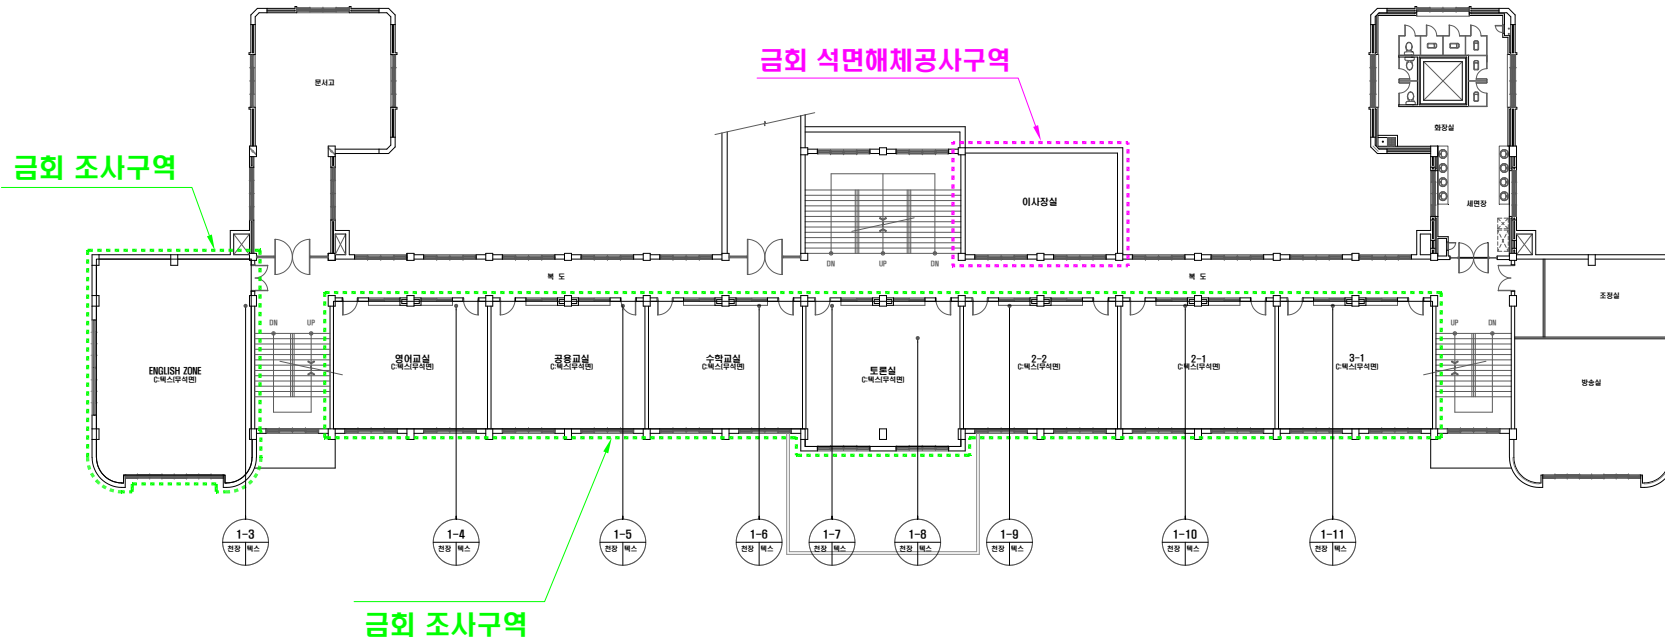 금회 석면해체공사구역
문서고
화장실
금회 조사구역
이사장실
세면장
DN UP DN
복 도
복 도
조정실
DN UP
UP DN
영어교실
C:텍스(무석면)
공용교실
C:텍스(무석면)
수학교실
C:텍스(무석면)
토론실
C:텍스(무석면)
2-2
C:텍스(무석면)
2-1
C:텍스(무석면)
3-1
C:텍스(무석면)
ENGLISH ZONE
C:텍스(무석면)
방송실
1-3
천장 텍스
1-4
천장 텍스
1-5
천장 텍스
1-6
천장 텍스
1-7
천장 텍스
1-8
천장 텍스
1-9
천장 텍스
1-10
천장 텍스
1-11
천장 텍스
금회 조사구역